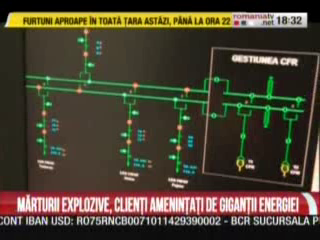 FURTUNI APROAPE ÎN TOATĂ ȚARA ASTĂZI, PÂNĂ LA ORA 22
romaniatv
.net
18:32
GESTIUNEA CFR
MĂRTURII EXPLOZIVE, CLIENȚI AMENINȚAȚI DE GIGANȚII ENERGIEI
CONT IBAN USD: RO75RNCB0071011429390002 - BCR SUCURSALA P